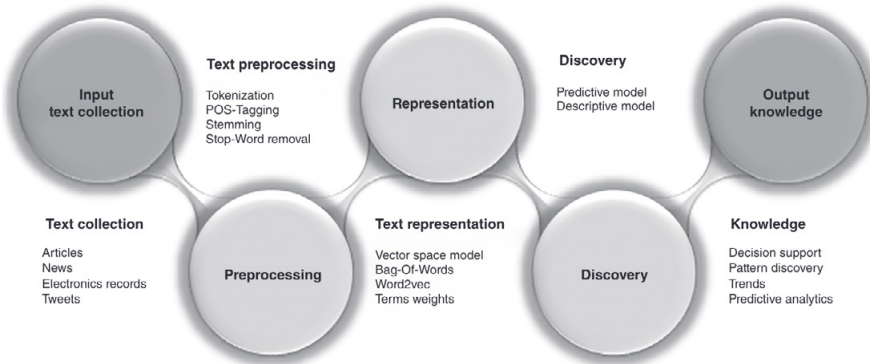 Input
text collection
Text preprocessing
Tokenization
POS-Tagging
Stemming
Stop-Word removal
Representation
Discovery
Predictive model
Descriptive model
Output
knowledge
Text collection
Articles
News
Electronics records
Tweets
Preprocessing
Text representation
Vector space model
Bag-Of-Words
Word2vec
Terms weights
Discovery
Knowledge
Decision support
Pattern discovery
Trends
Predictive analytics